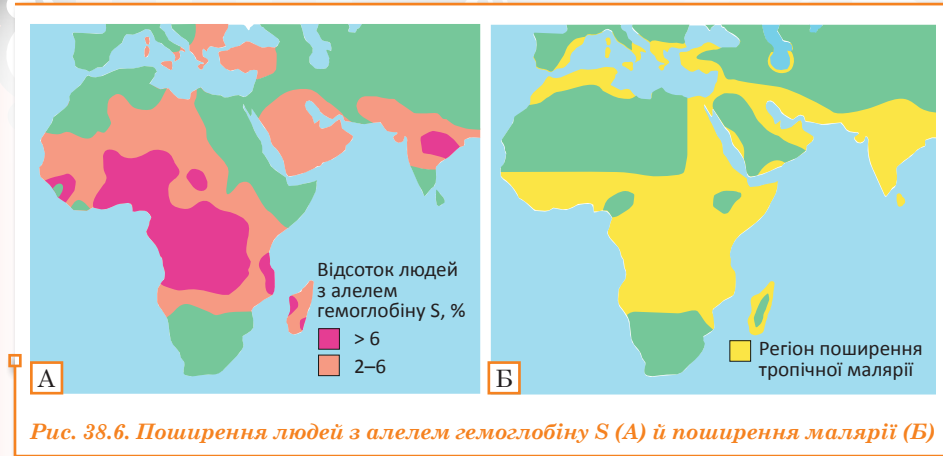 Відсоток людей
з алелем
гемоглобіну S, %
> 6
2–6
А
Регіон поширення
тропічної малярії
Б
Рис. 38.6. Поширення людей з алелем гемоглобіну S (А) й поширення малярії (Б)